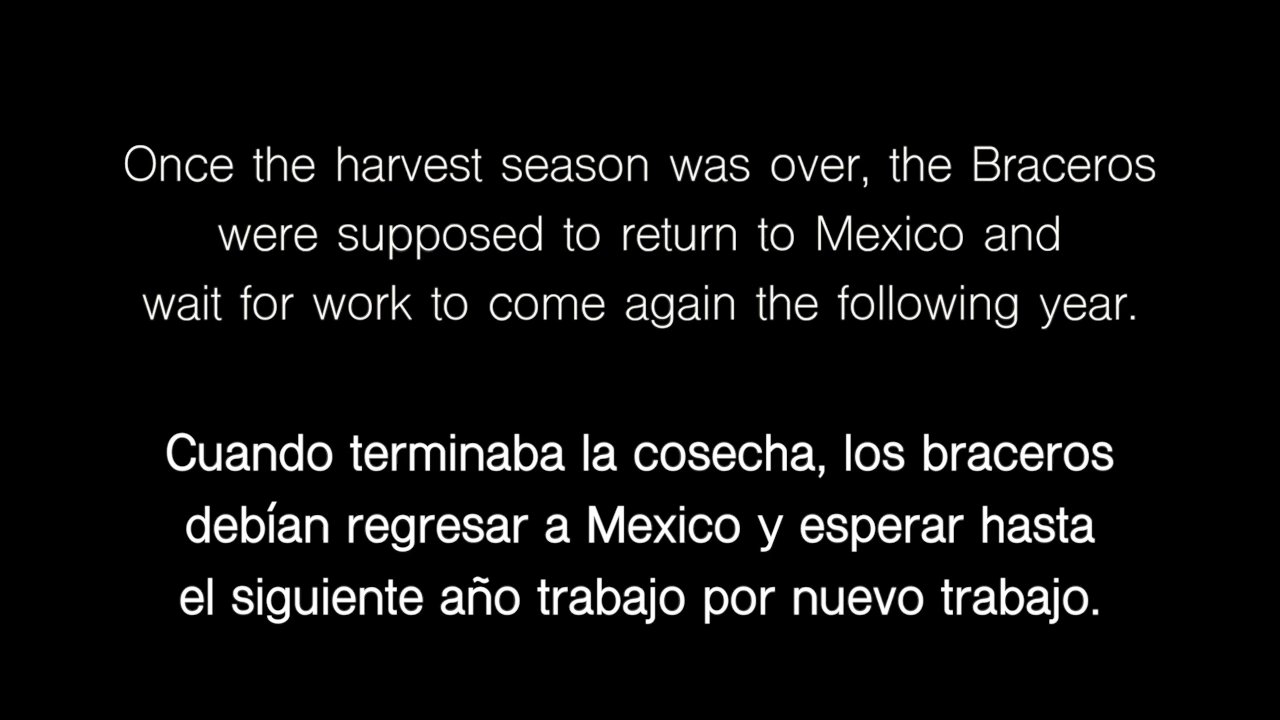 Once the harvest season was over, the Braceros
were supposed to return to Mexico and
wait for work to come again the following year.
Cuando terminaba la cosecha, los braceros
debían regresar a Mexico y esperar hasta
el siguiente año trabajo por nuevo trabajo.